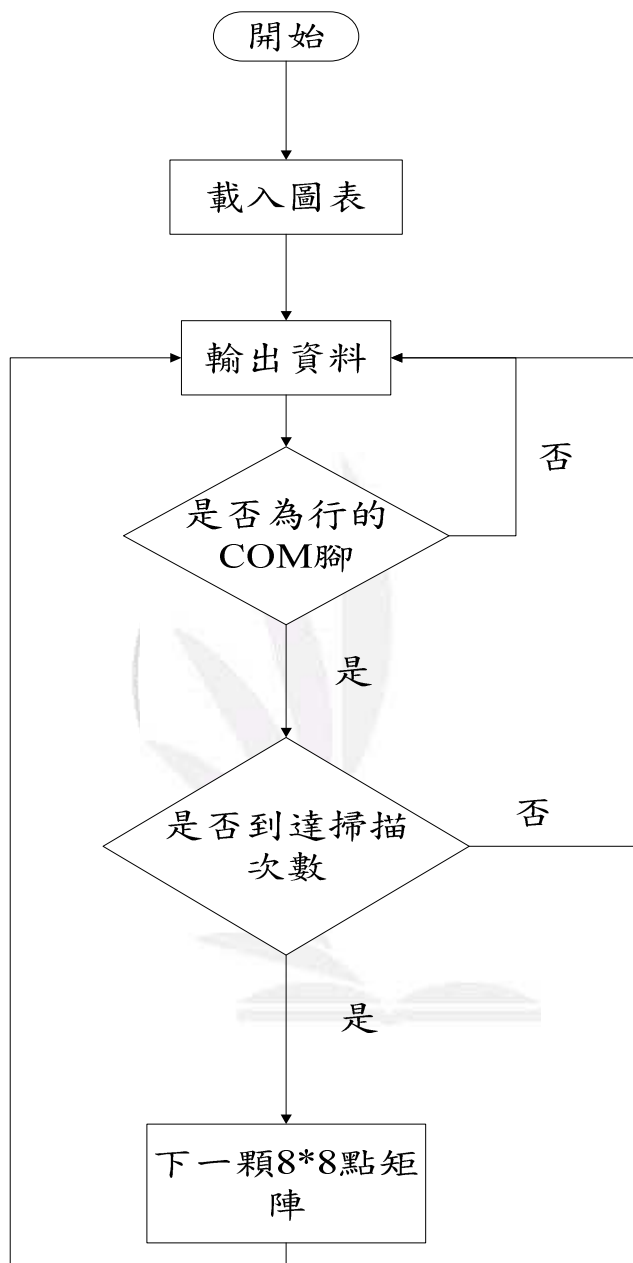 開始
載入圖表
輸出資料
否
是否為行的
COM腳
是
否
是否到達掃描
次數
是
下一顆8*8點矩
陣